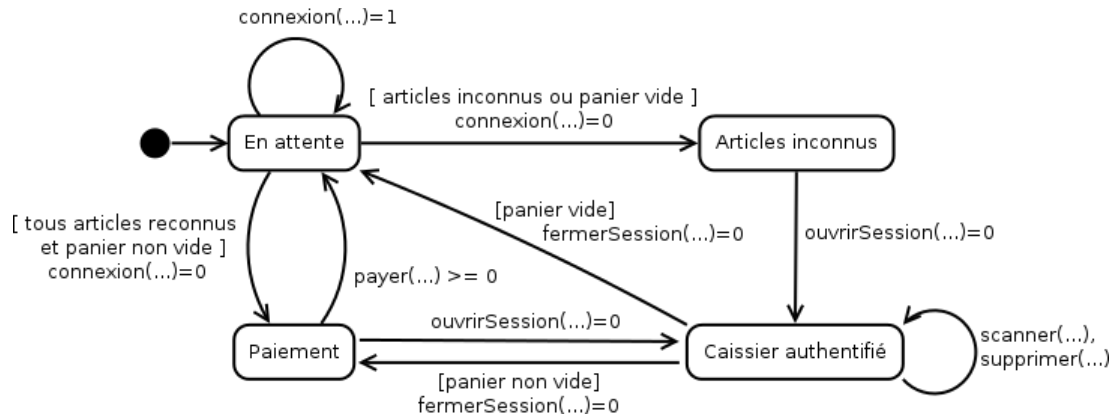 connexion(...)=1
[ articles inconnus ou panier vide ]
connexion(...)=0
En attente
Articles inconnus
[ tous articles reconnus
et panier non vide ]
connexion(...)=0
payer(...) >= 0
[panier vide]
fermerSession(...)=0
ouvrirSession(...)=0
Paiement
ouvrirSession(...)=0
Caissier authentifié
scanner(...),
supprimer(...)
[panier non vide]
fermerSession(...)=0